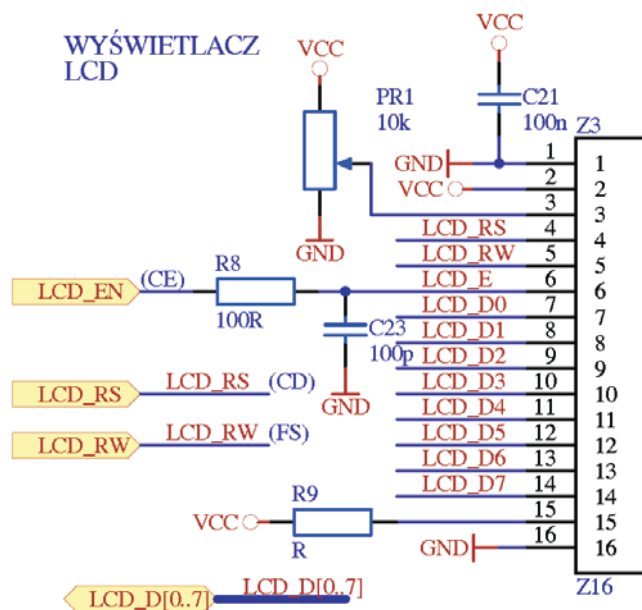 WYŚWIETLACZ
LCD
VCC
PR1
10k
GND
VCC
C21
100n
Z3
GND
1
1
VCC
2
2
3
3
LCD_RS
4
4
LCD_RW
5
5
LCD_EN
(CE)
R8
100R
LCD_E
6
6
C23
100p
GND
LCD_D0
7
7
LCD_D1
8
8
LCD_D2
9
9
LCD_RS
LCD_RS
(CD)
LCD_D3
10
10
LCD_D4
11
11
LCD_RW
LCD_RW
(FS)
LCD_D5
12
12
LCD_D6
13
13
LCD_D7
14
14
VCC
R9
R
15
15
GND
16
16
Z16
LCD_D[0..7]
LCD_D[0..7]